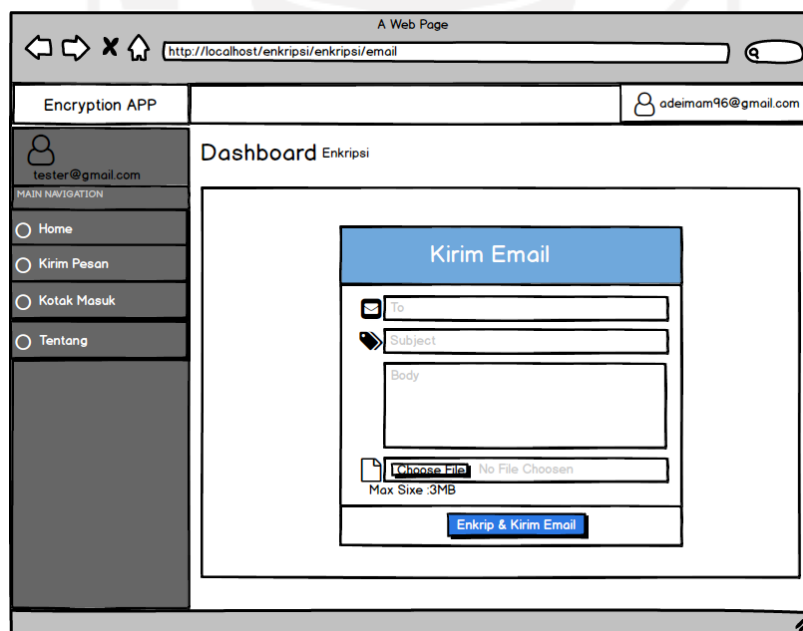 A Web Page
http://localhost/enkripsi/enkripsi/email
Encryption APP
adeimam96@gmail.com
tester@gmail.com
MAIN NAVIGATION
Home
Kirim Pesan
Kotak Masuk
Tentang
Dashboard Enkripsi
Kirim Email
To
Subject
Body
Choose File No File Choosen
Max Sixe :3MB
Enkrip & Kirim Email